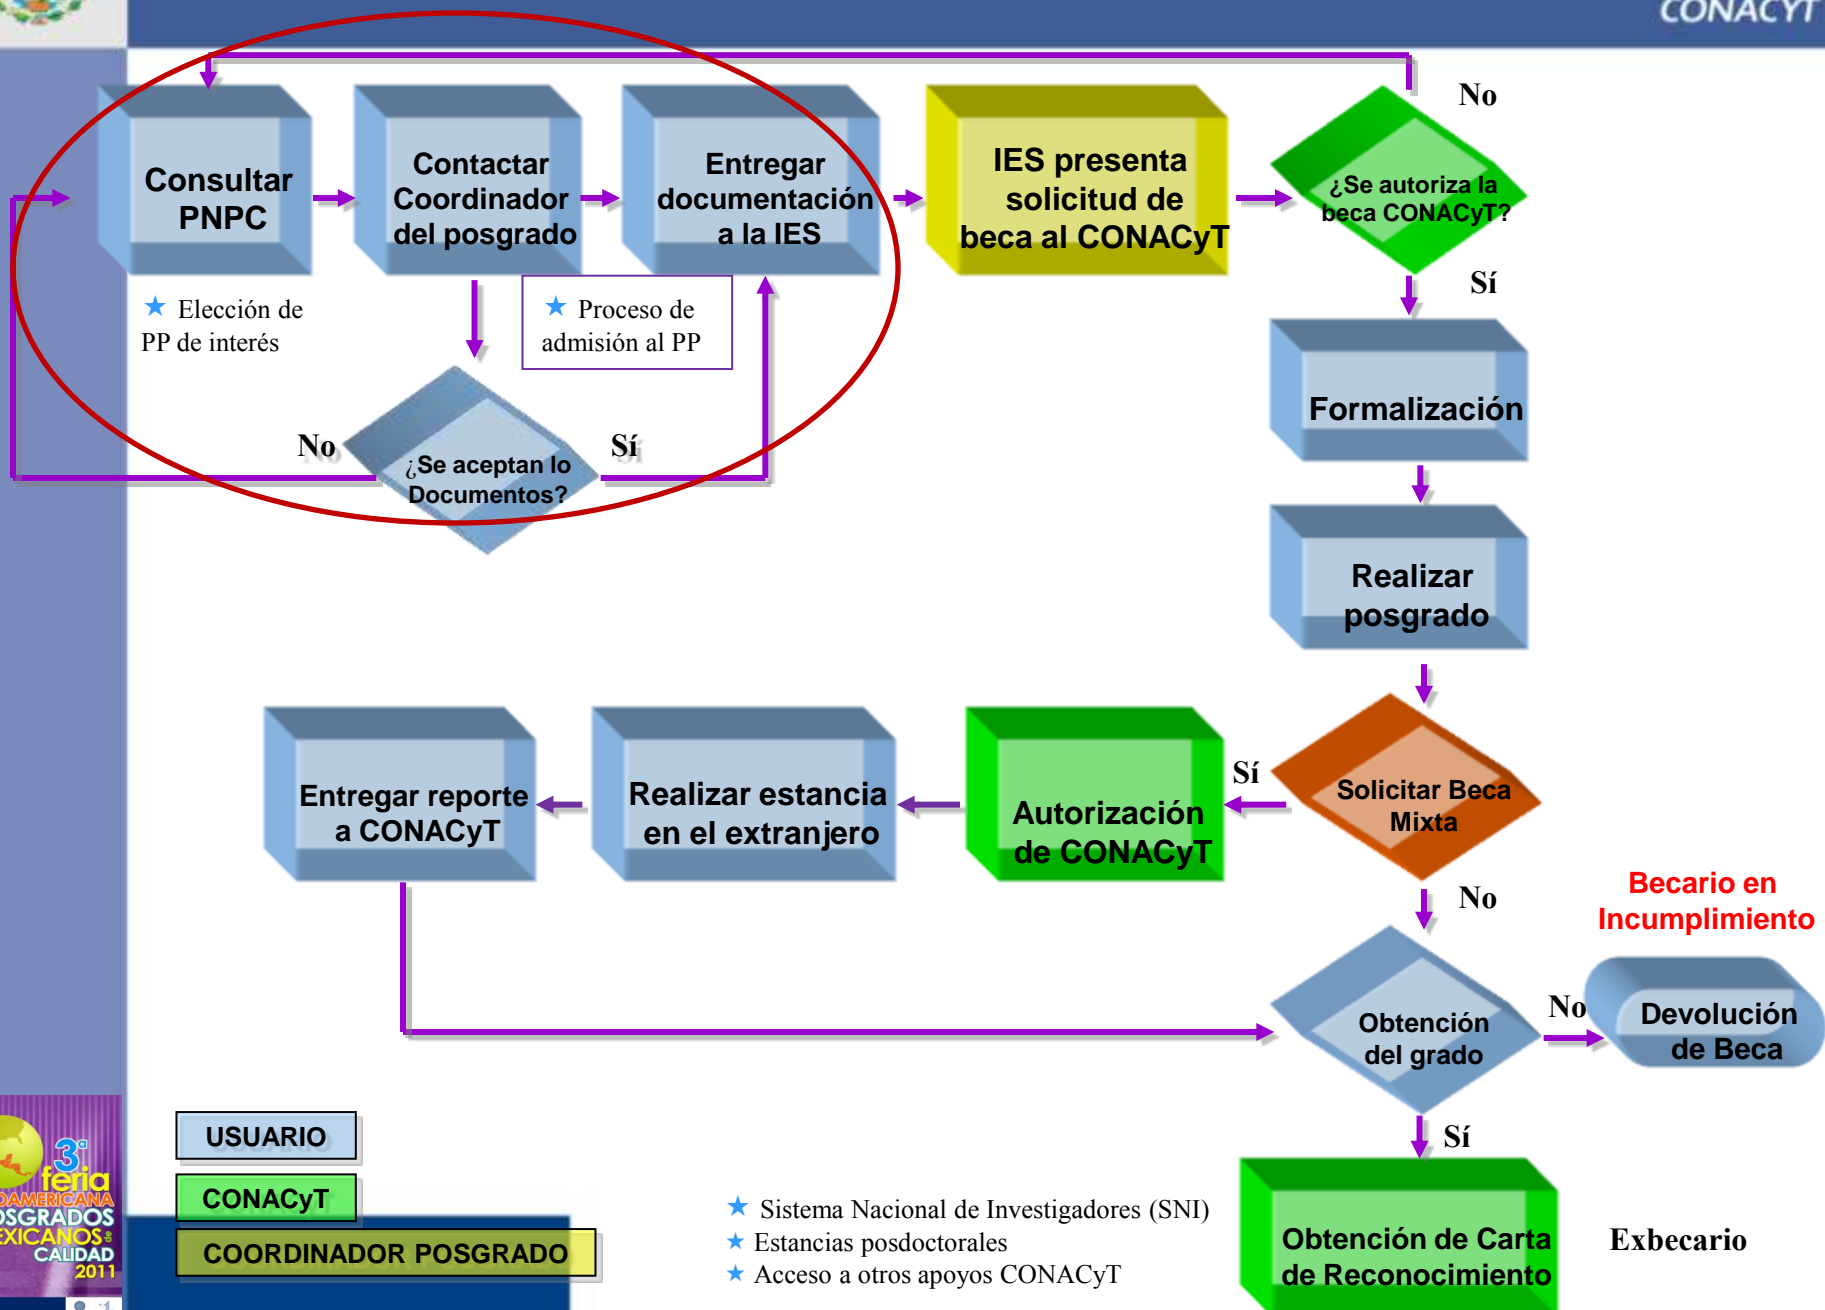 CONACYT
No
Consultar
PNPC
Contactar
Coordinador
del posgrado
Entregar
documentación
a la IES
IES presenta
solicitud de
beca al CONACyT
¿Se autoriza la
beca CONACyT?
Sí
★ Elección de
PP de interés
★ Proceso de
admisión al PP
Formalización
No
¿Se aceptan lo
Documentos?
Sí
Realizar
posgrado
Entregar reporte
a CONACyT
Realizar estancia
en el extranjero
Autorización
de CONACyT
Sí
Solicitar Beca
Mixta
No
Becario en
Incumplimiento
Obtención
del grado
No
Devolución
de Beca
Sí
USUARIO
CONACyT
COORDINADOR POSGRADO
★ Sistema Nacional de Investigadores (SNI)
★ Estancias posdoctorales
★ Acceso a otros apoyos CONACyT
Obtención de Carta
de Reconocimiento
Exbecario
3ª
feria
CALIDAD
2011